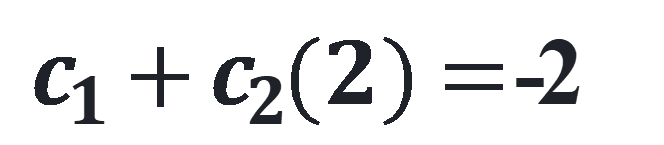 c₁ + c₂(2) =-2